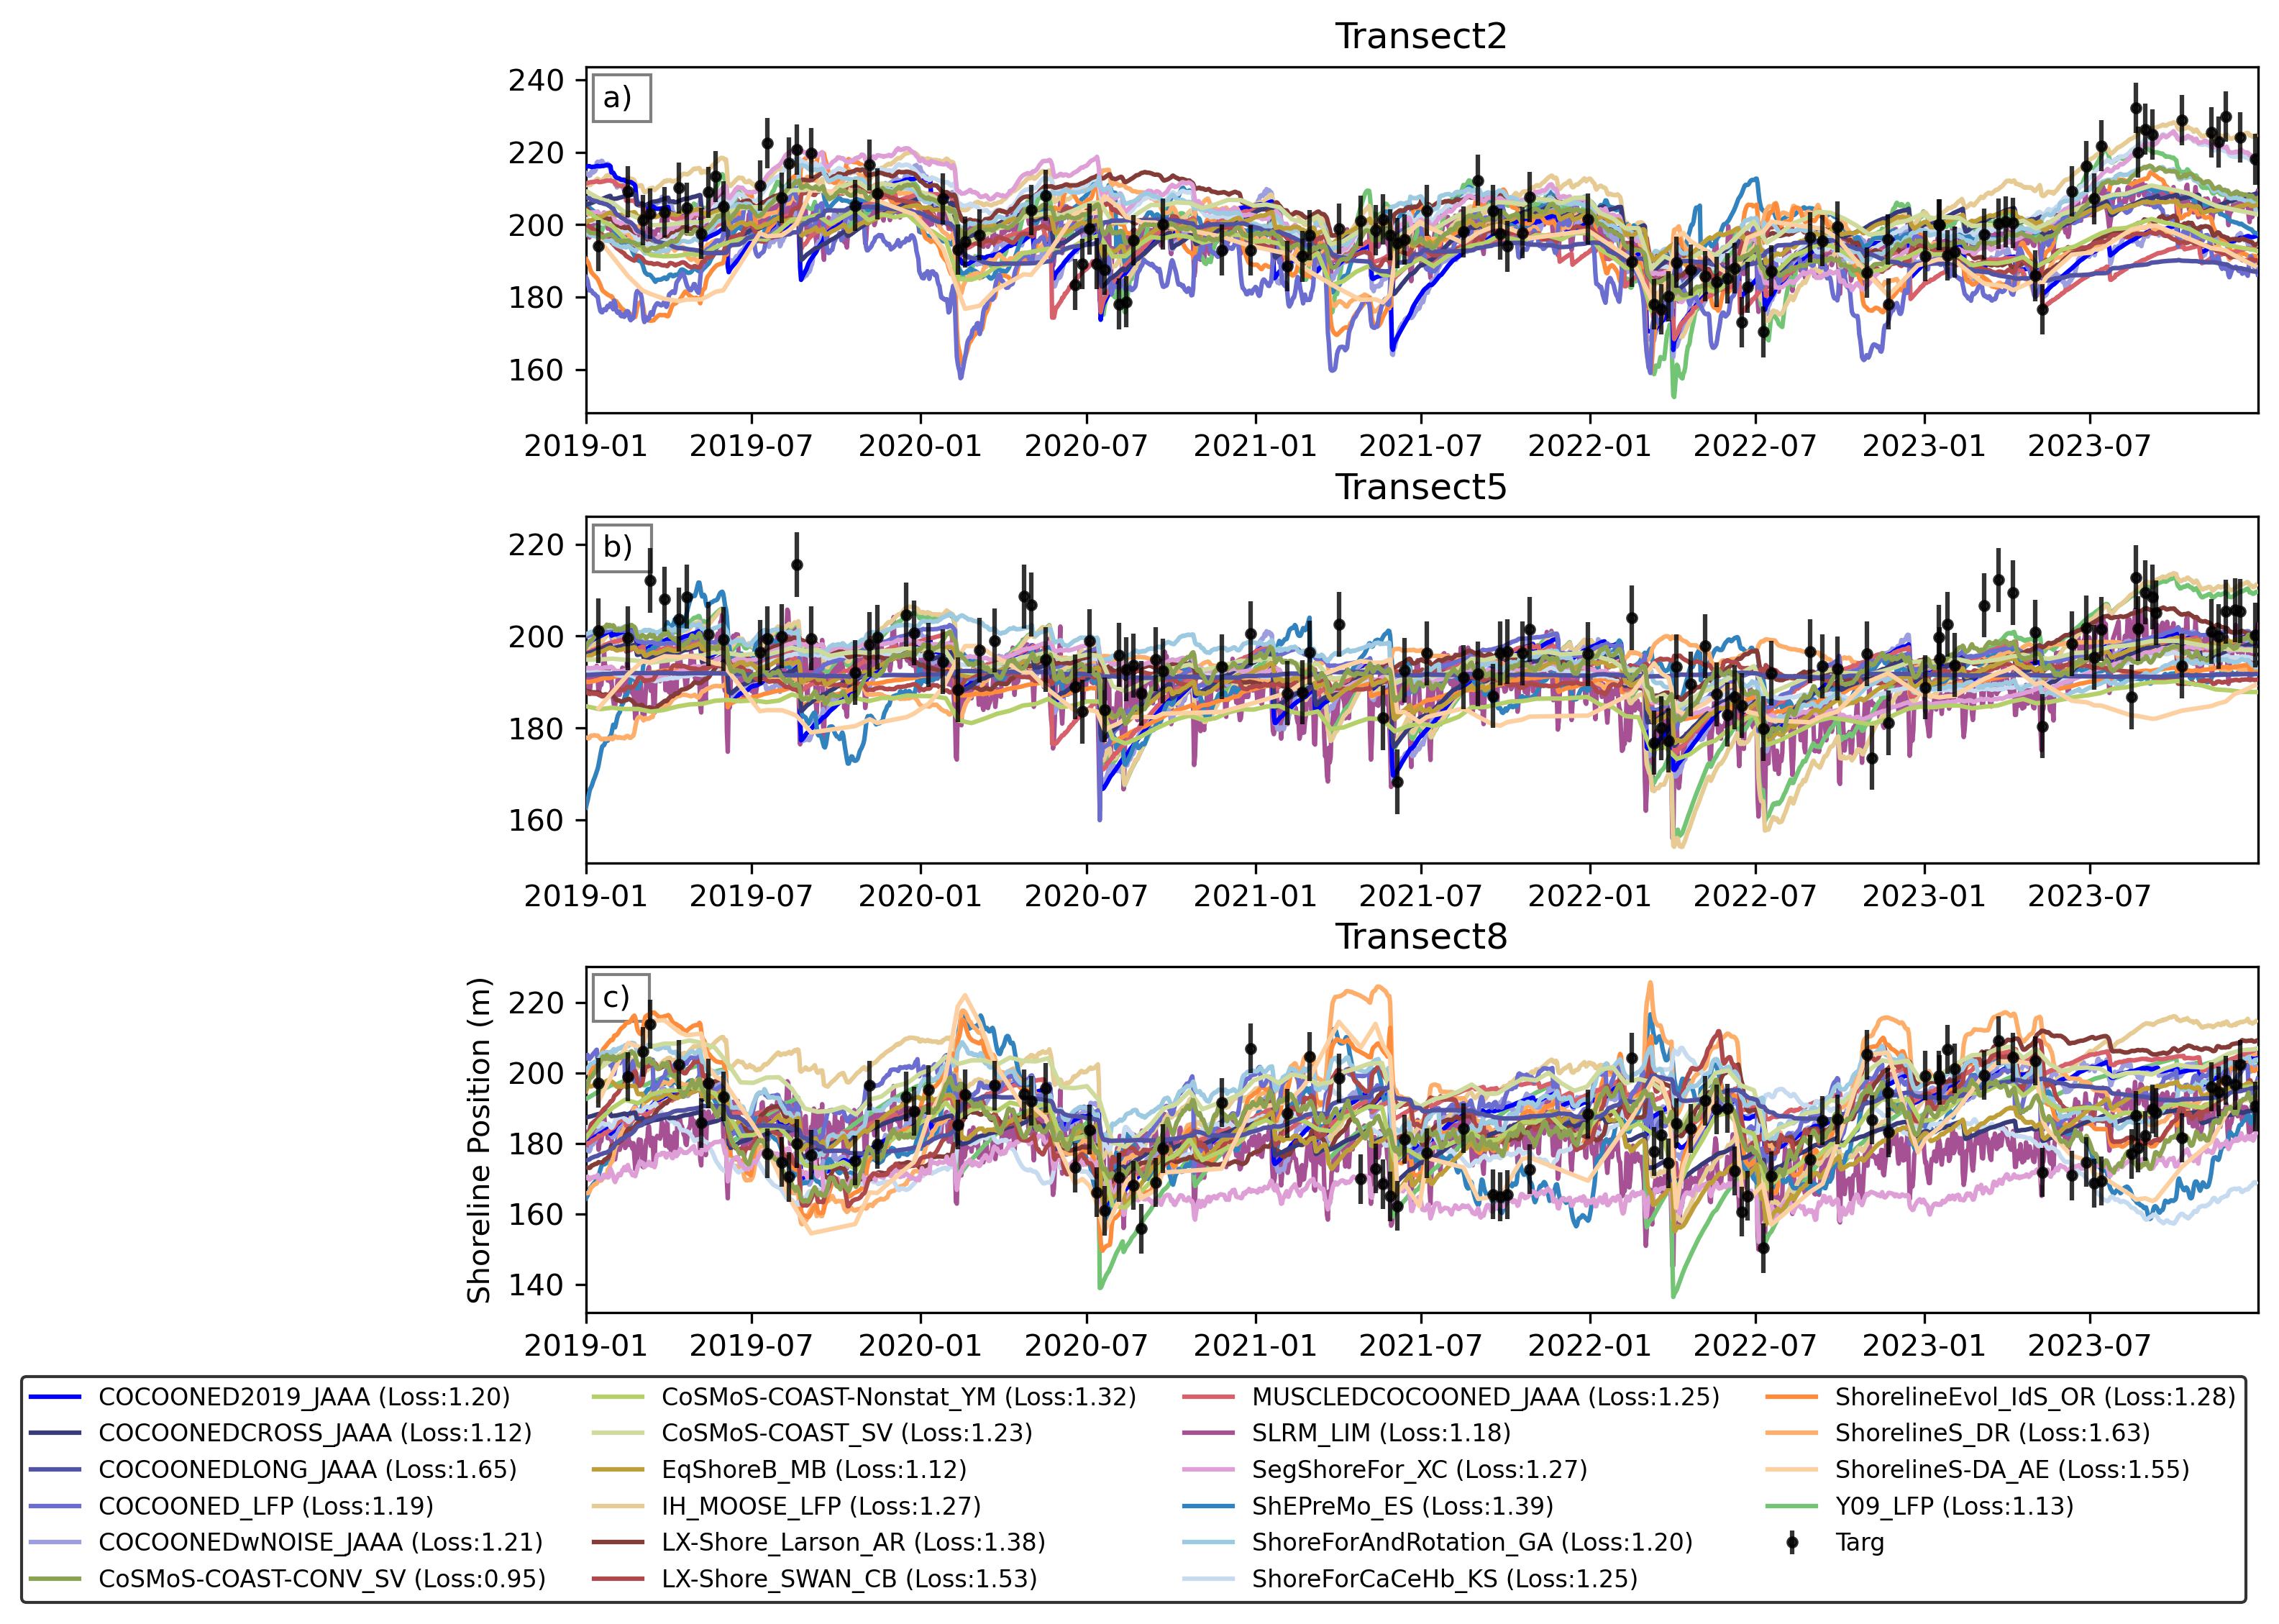 Transect2
a)
240
220
200
180
160
2019-01 2019-07 2020-01 2020-07 2021-01 2021-07 2022-01 2022-07 2023-01 2023-07
Transect5
b)
220
200
180
160
2019-01 2019-07 2020-01 2020-07 2021-01 2021-07 2022-01 2022-07 2023-01 2023-07
Transect8
c)
Shoreline Position (m)
220
200
180
160
140
2019-01 2019-07 2020-01 2020-07 2021-01 2021-07 2022-01 2022-07 2023-01 2023-07
COCOONED2019_JAAA (Loss:1.20)
COCOONEDCROSS_JAAA (Loss:1.12)
COCOONEDLONG_JAAA (Loss:1.65)
COCOONED_LFP (Loss:1.19)
COCOONEDwNOISE_JAAA (Loss:1.21)
CoSMoS-COAST-CONV_SV (Loss:0.95)
CoSMoS-COAST-Nonstat_YM (Loss:1.32)
CoSMoS-COAST_SV (Loss:1.23)
EqShoreB_MB (Loss:1.12)
IH_MOOSE_LFP (Loss:1.27)
LX-Shore_Larson_AR (Loss:1.38)
LX-Shore_SWAN_CB (Loss:1.53)
MUSCLEDCOCOONED_JAAA (Loss:1.25)
SLRM_LIM (Loss:1.18)
SegShoreFor_XC (Loss:1.27)
ShEPreMo_ES (Loss:1.39)
ShoreForAndRotation_GA (Loss:1.20)
ShoreForCaCeHb_KS (Loss:1.25)
ShorelineEvol_IdS_OR (Loss:1.28)
ShorelineS_DR (Loss:1.63)
ShorelineS-DA_AE (Loss:1.55)
Y09_LFP (Loss:1.13)
Targ